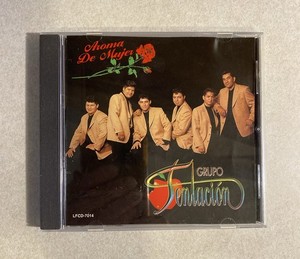 Aroma
De Mujer
GRUPO
Tentación
LPCD-7014